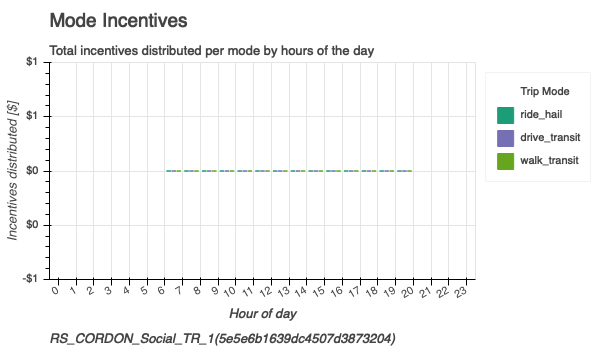 Mode Incentives
Total incentives distributed per mode by hours of the day
$1
$1
$0
$0
-$1
Incentives distributed [$]
Trip Mode
ride_hail
drive_transit
walk_transit
0 1 2 3 4 5 6 7 8 9 10 11 12 13 14 15 16 17 18 19 20 21 22 23
Hour of day
RS_CORDON_Social_TR_1(5e5e6b1639dc4507d3873204)